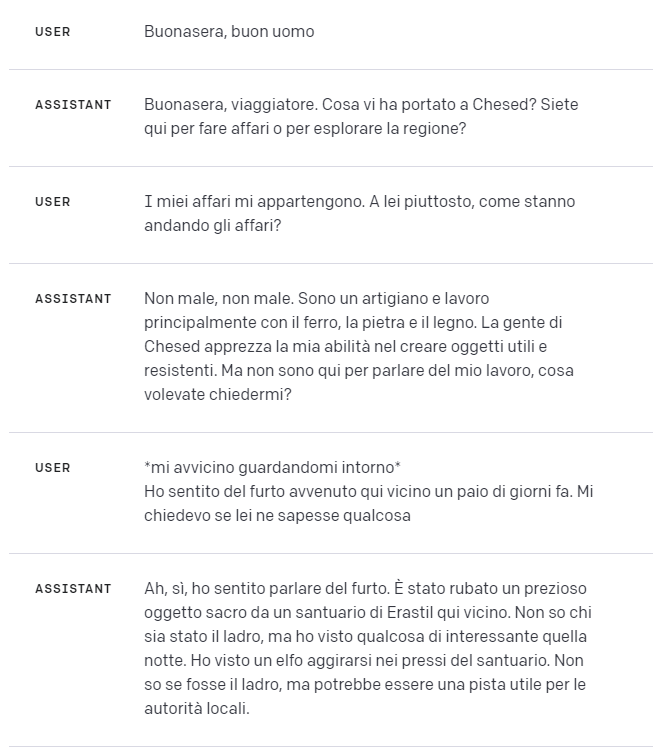 USER Buonasera, buon uomo
ASSISTANT Buonasera, viaggiatore. Cosa vi ha portato a Chesed? Siete
qui per fare affari o per esplorare la regione?
USER I miei affari mi appartengono. A lei piuttosto, come stanno
andando gli affari?
ASSISTANT Non male, non male. Sono un artigiano e lavoro
principalmente con il ferro, la pietra e il legno. La gente di
Chesed apprezza la mia abilità nel creare oggetti utili e
resistenti. Ma non sono qui per parlare del mio lavoro, cosa
volevate chiedermi?
USER *mi avvicino guardandomi intorno*
Ho sentito del furto avvenuto qui vicino un paio di giorni fa. Mi
chiedevo se lei ne sapesse qualcosa
ASSISTANT Ah, sì, ho sentito parlare del furto. È stato rubato un prezioso
oggetto sacro da un santuario di Erastil qui vicino. Non so chi
sia stato il ladro, ma ho visto qualcosa di interessante quella
notte. Ho visto un elfo aggirarsi nei pressi del santuario. Non
so se fosse il ladro, ma potrebbe essere una pista utile per le
autorità locali.